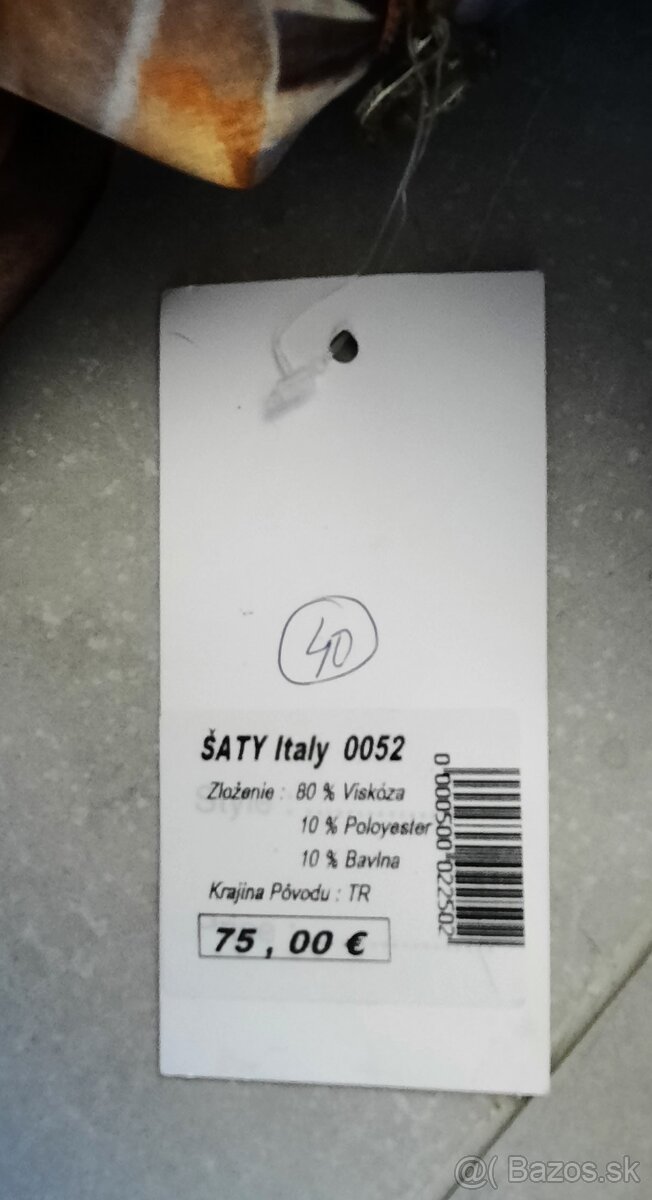 40
ŠATY Italy 0052
Zloženie : 80 % Viskóza
10 % Poloyester
10 % Bavlna
Krajina Pôvodu : TR
75 , 00 €
0 000500 022502
@( Bazos.sk